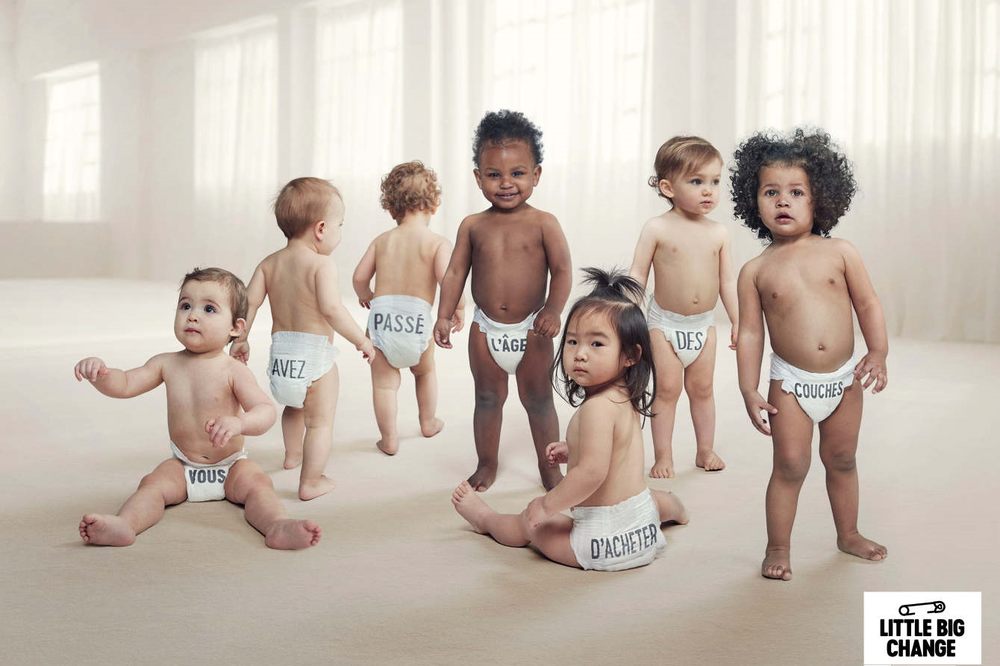 VOUS
AVEZ
PASSÉ
L'ÂGE
D'ACHETER
DES
COUCHES
LITTLE BIG
CHANGE